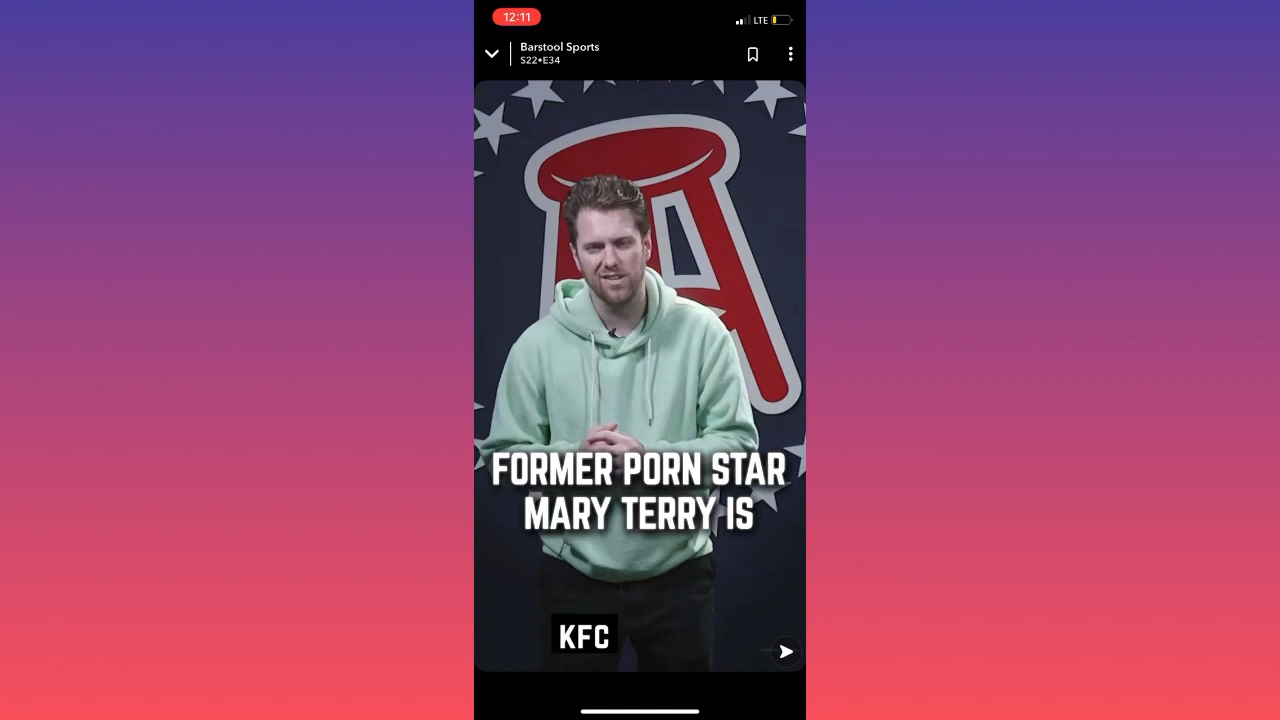 12:11
LTE
Barstool Sports
S22•E34
FORMER PORN STAR
MARY TERRY IS
KFC